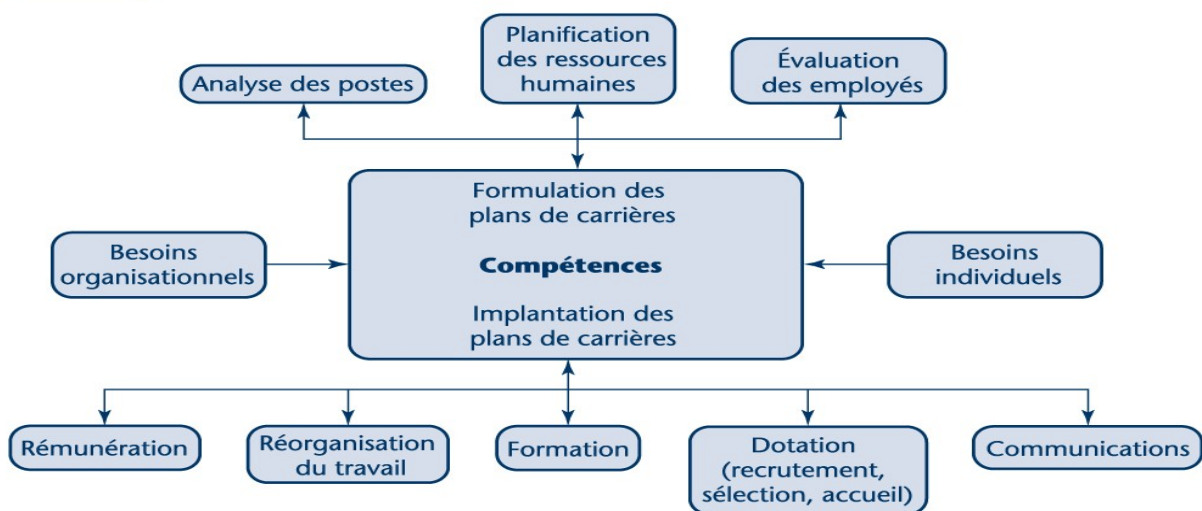 Planification
des ressources
humaines
Analyse des postes
Évaluation
des employés
Formulation des
plans de carrières
Besoins
organisationnels
Compétences
Besoins
individuels
Implantation des
plans de carrières
Rémunération
Réorganisation
du travail
Formation
Dotation
(recrutement,
sélection, accueil)
Communications